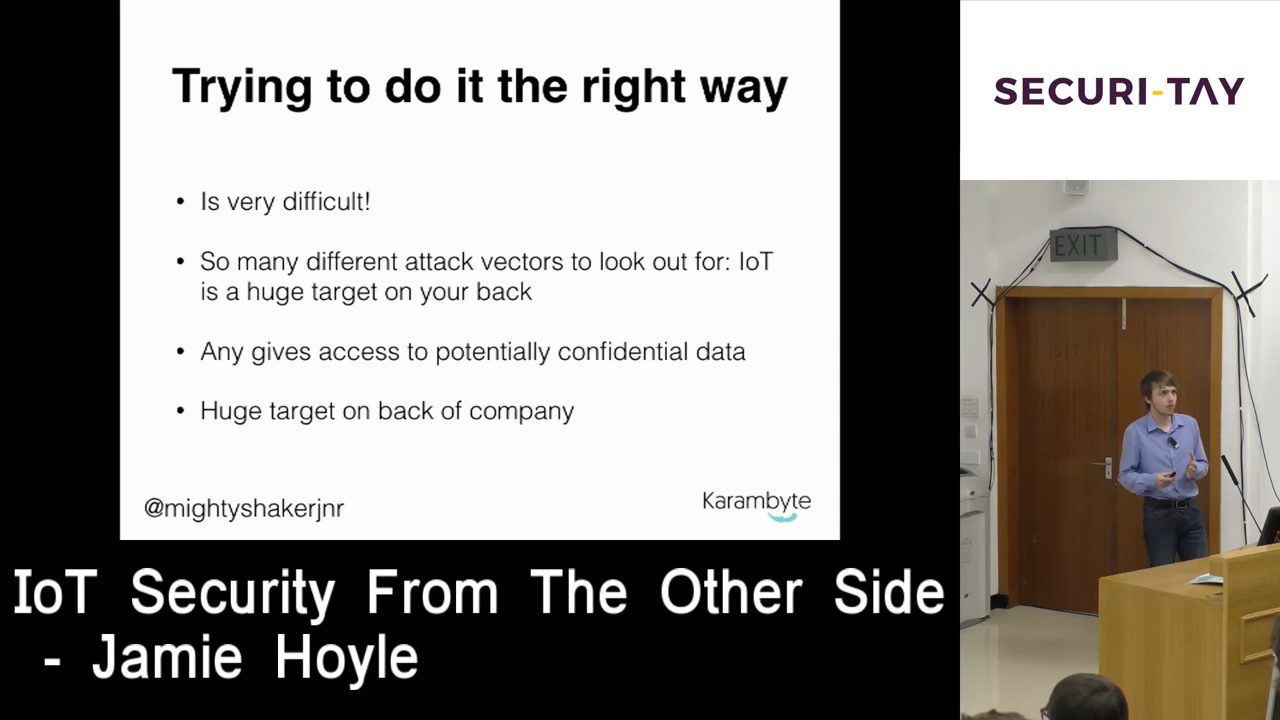 Trying to do it the right way
• Is very difficult!
• So many different attack vectors to look out for: IoT
is a huge target on your back
• Any gives access to potentially confidential data
• Huge target on back of company
@mightyshakerjnr
Karambyte
SECURI-TAY
EXIT
IoT Security From The Other Side
- Jamie Hoyle